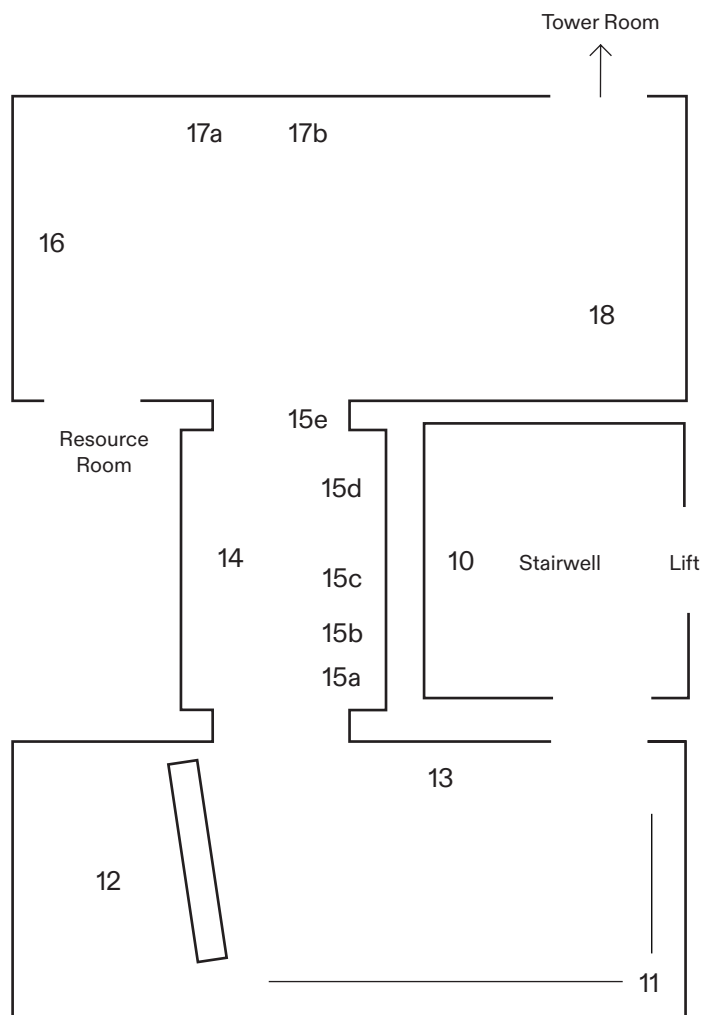 Tower Room
17a
17b
16
18
15e
Resource
Room
15d
14
10
Stairwell
Lift
15c
15b
15a
13
12
11